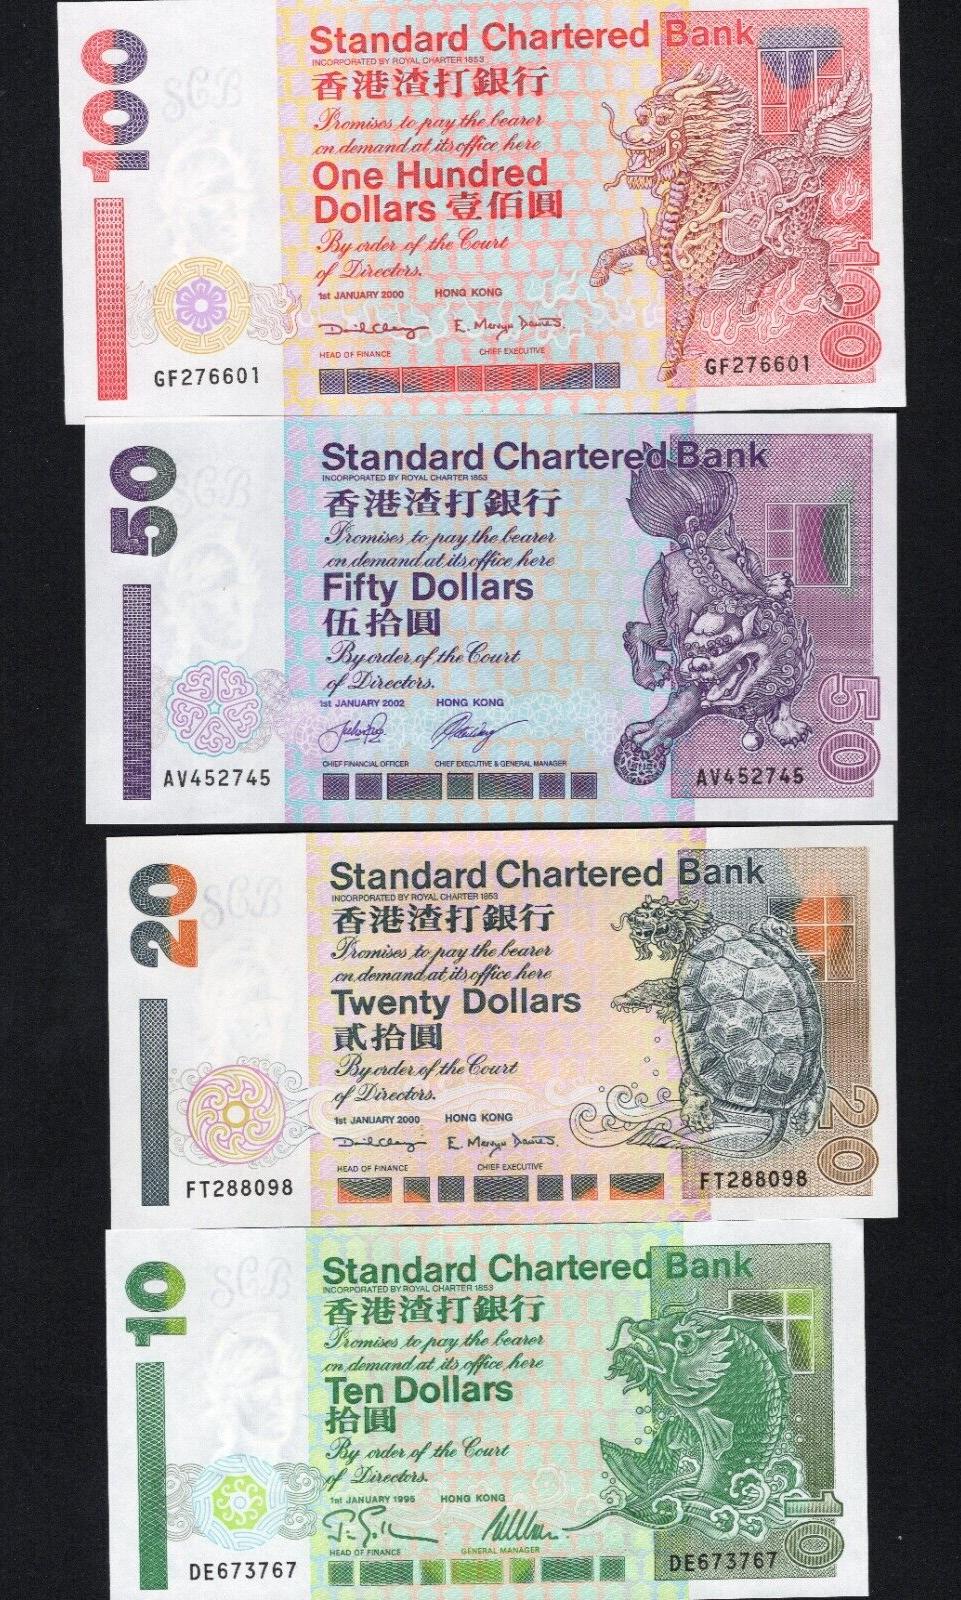 100
Standard Chartered Bank
INCORPORATED BY ROYAL CHARTER 1853
香港渣打銀行
Promises to pay the bearer
on demand at its office here
One Hundred
Dollars 壹佰圓
By order of the Court
of Directors.
1st JANUARY 2000 HONG KONG
E. Mervyn Davies.
HEAD OF FINANCE CHIEF EXECUTIVE
GF276601
GF276601
100
SCB
50
Standard Chartered Bank
INCORPORATED BY ROYAL CHARTER 1853
香港渣打銀行
Promises to pay the bearer
on demand at its office here
Fifty Dollars
伍拾圓
By order of the Court
of Directors.
1st JANUARY 2002 HONG KONG
CHIEF FINANCIAL OFFICER CHIEF EXECUTIVE & GENERAL MANAGER
AV452745
AV452745
50
SCB
20
Standard Chartered Bank
INCORPORATED BY ROYAL CHARTER 1853
香港渣打銀行
Promises to pay the bearer
on demand at its office here
Twenty Dollars
貳拾圓
By order of the Court
of Directors.
1st JANUARY 2000 HONG KONG
E. Mervyn Davies.
HEAD OF FINANCE CHIEF EXECUTIVE
FT288098
FT288098
20
SCB
10
Standard Chartered Bank
INCORPORATED BY ROYAL CHARTER 1853
香港渣打銀行
Promises to pay the bearer
on demand at its office here
Ten Dollars
拾圓
By order of the Court
of Directors.
1st JANUARY 1995 HONG KONG
HEAD OF FINANCE GENERAL MANAGER
DE673767
DE673767
10
SCB